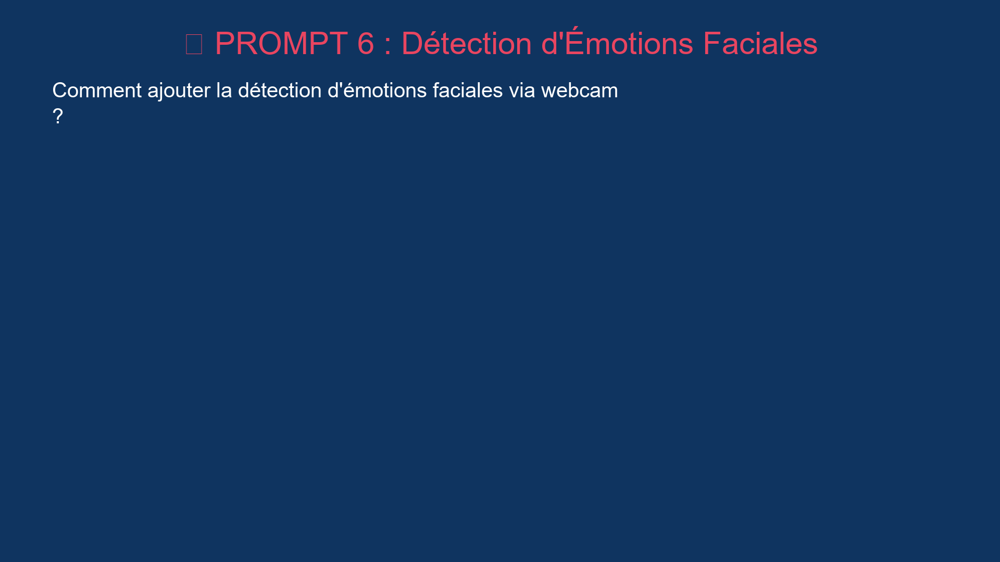 PROMPT 6 : Détection d'Émotions Faciales
Comment ajouter la détection d'émotions faciales via webcam
?